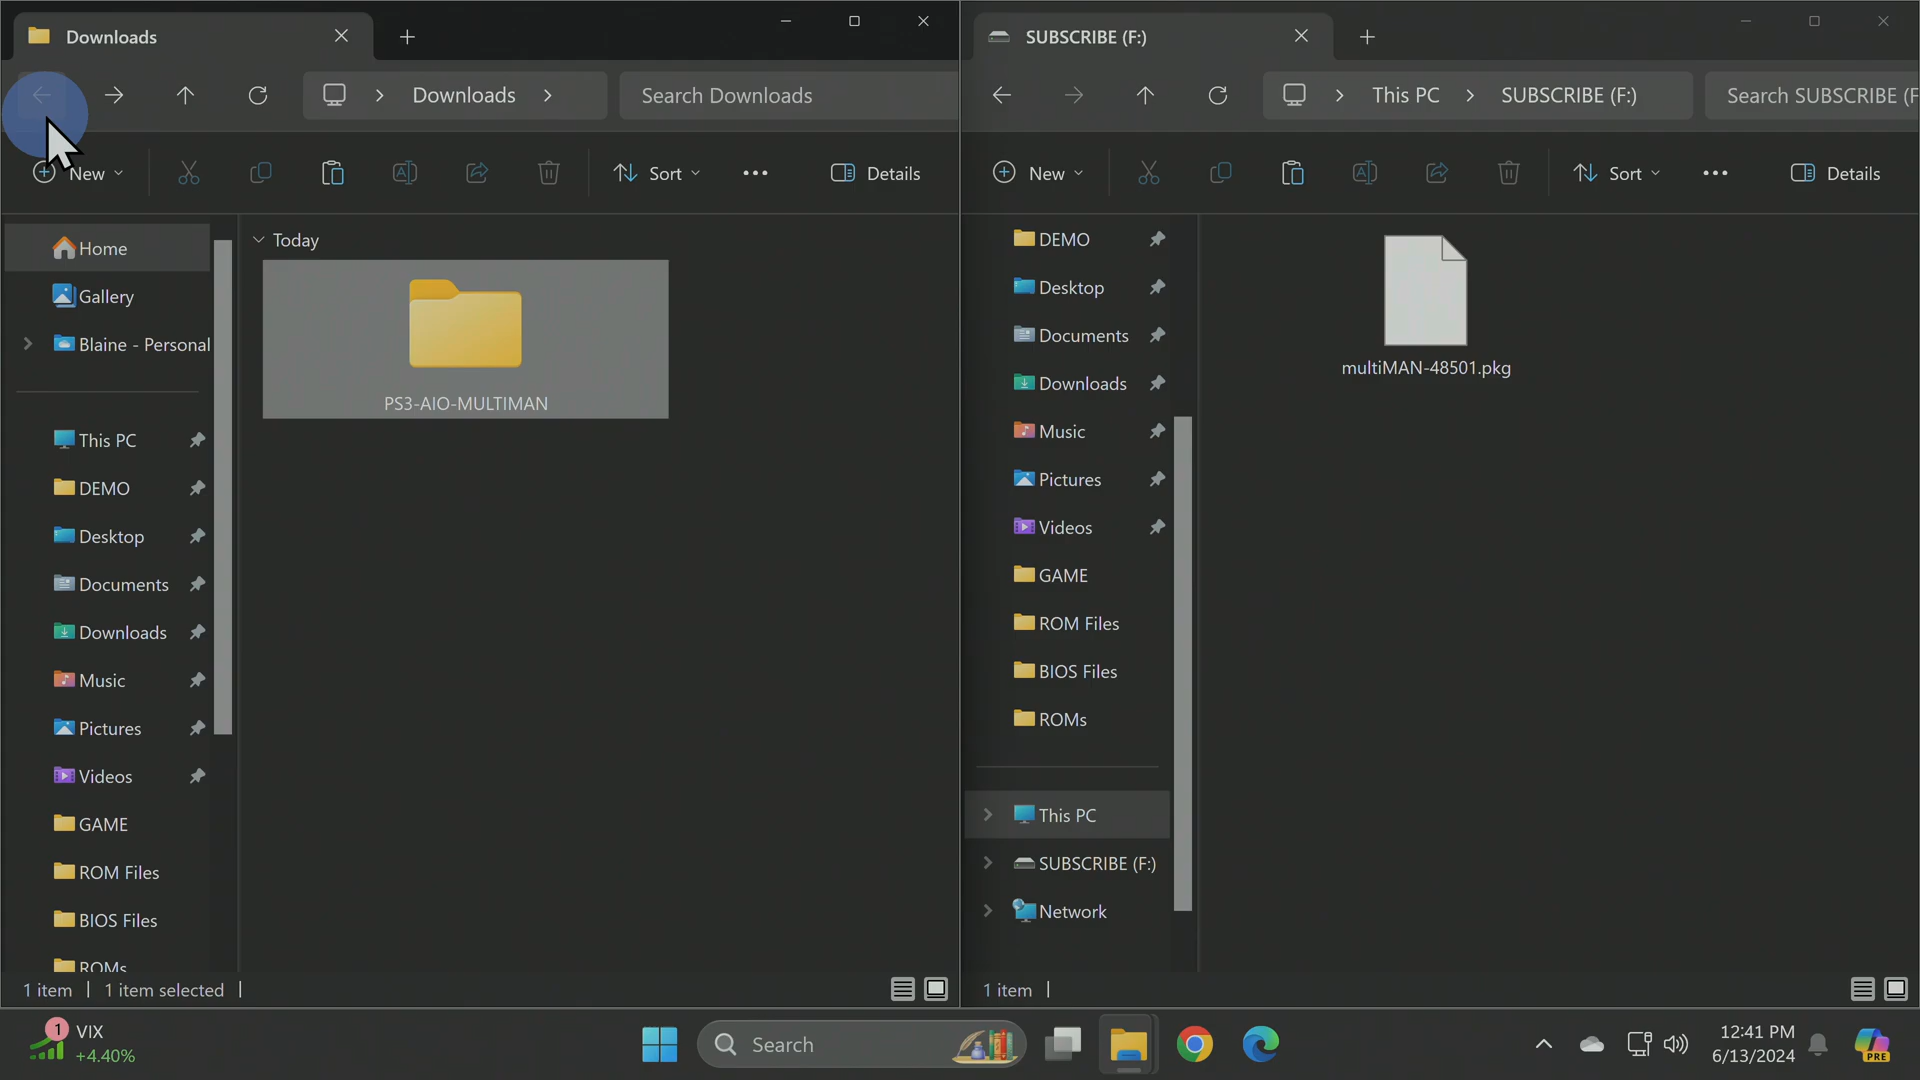 Downloads
Downloads
Search Downloads
New
Sort
Details
Home
Gallery
Blaine - Personal
This PC
DEMO
Desktop
Documents
Downloads
Music
Pictures
Videos
GAME
ROM Files
BIOS Files
ROMs
Today
PS3-AIO-MULTIMAN
1 item
1 item selected
SUBSCRIBE (F:)
This PC
SUBSCRIBE (F:)
Search SUBSCRIBE (F
New
Sort
Details
DEMO
Desktop
Documents
Downloads
Music
Pictures
Videos
GAME
ROM Files
BIOS Files
ROMs
This PC
SUBSCRIBE (F:)
Network
multiMAN-48501.pkg
1 item
1
VIX
+4.40%
Search
12:41 PM
6/13/2024
PRE